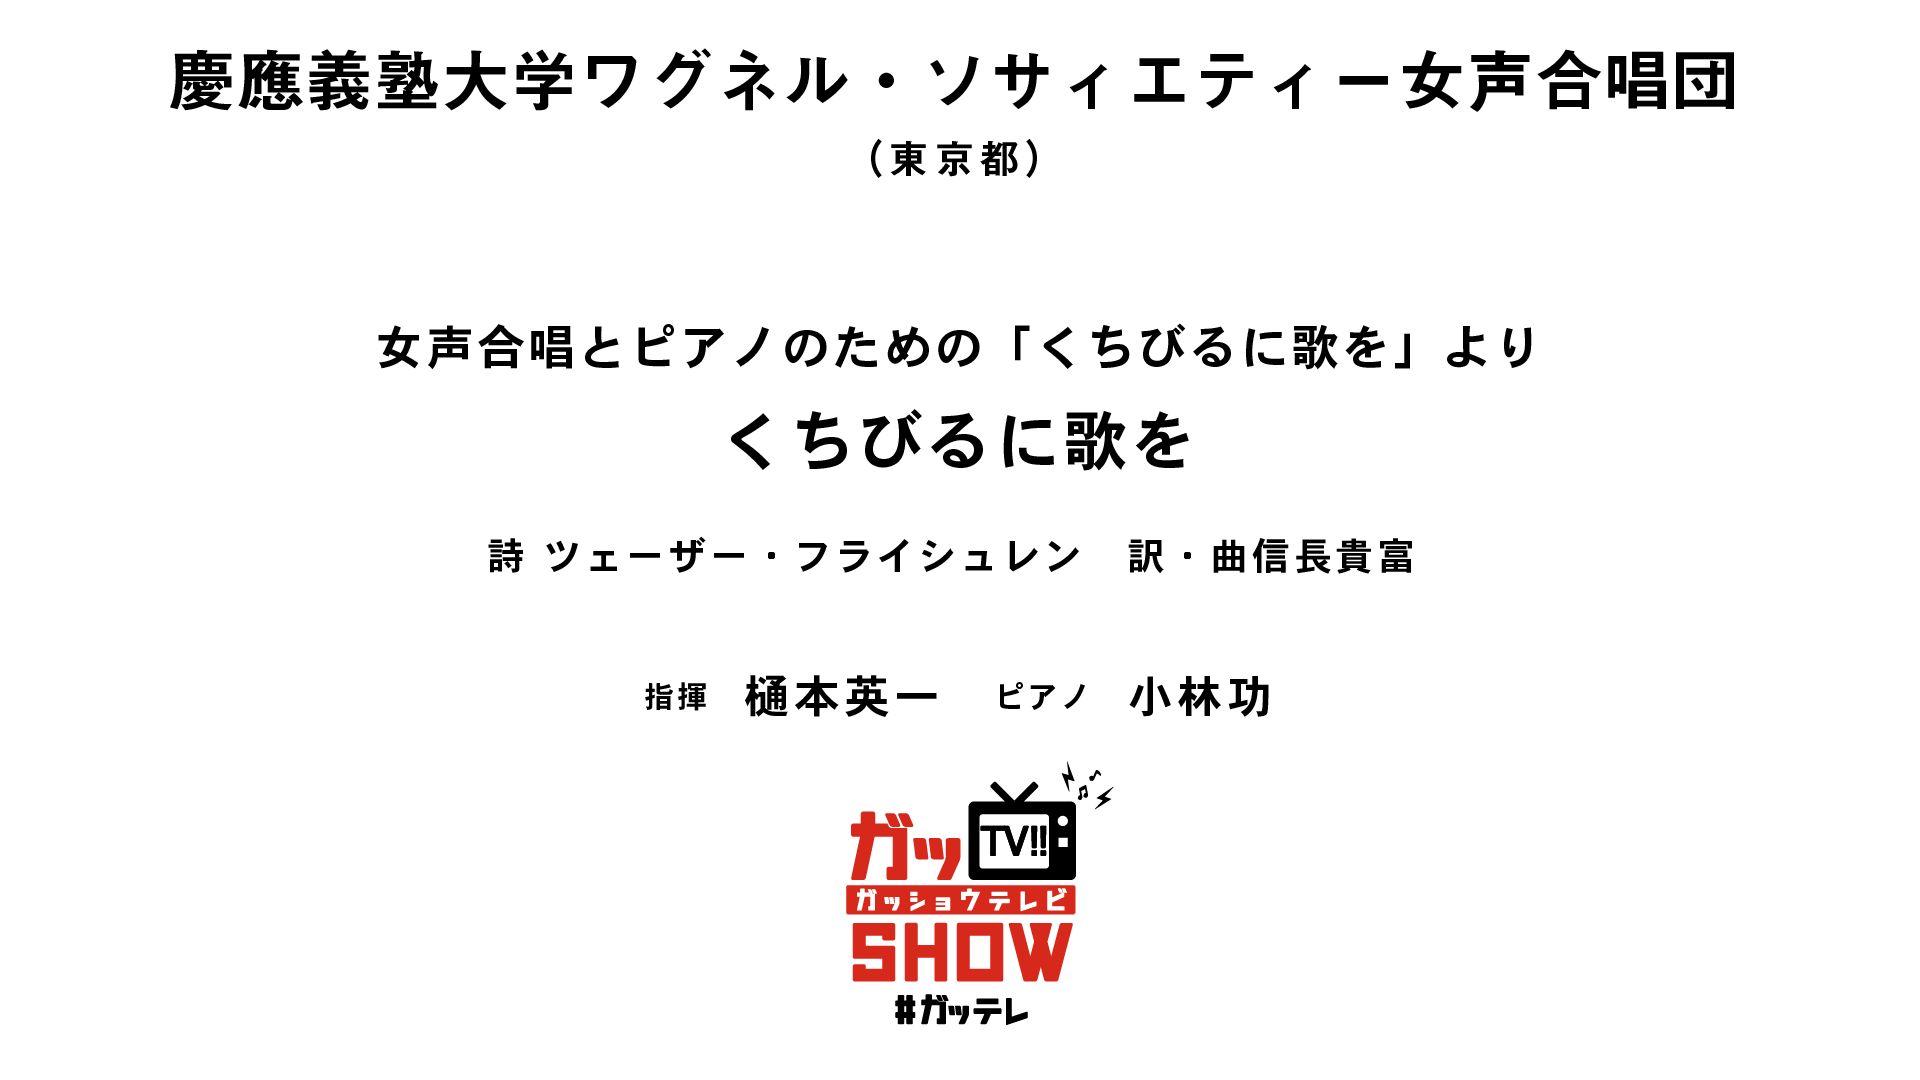 慶應義塾大学ワグネル・ソサィエティー女声合唱団
（東京都）
女声合唱とピアノのための「くちびるに歌を」より
くちびるに歌を
詩 ツェーザー・フライシュレン　訳・曲信長貴富
指揮　樋本英一　ピアノ　小林功
ガッ TV!!
ガッショウテレビ
SHOW
#ガッテレ